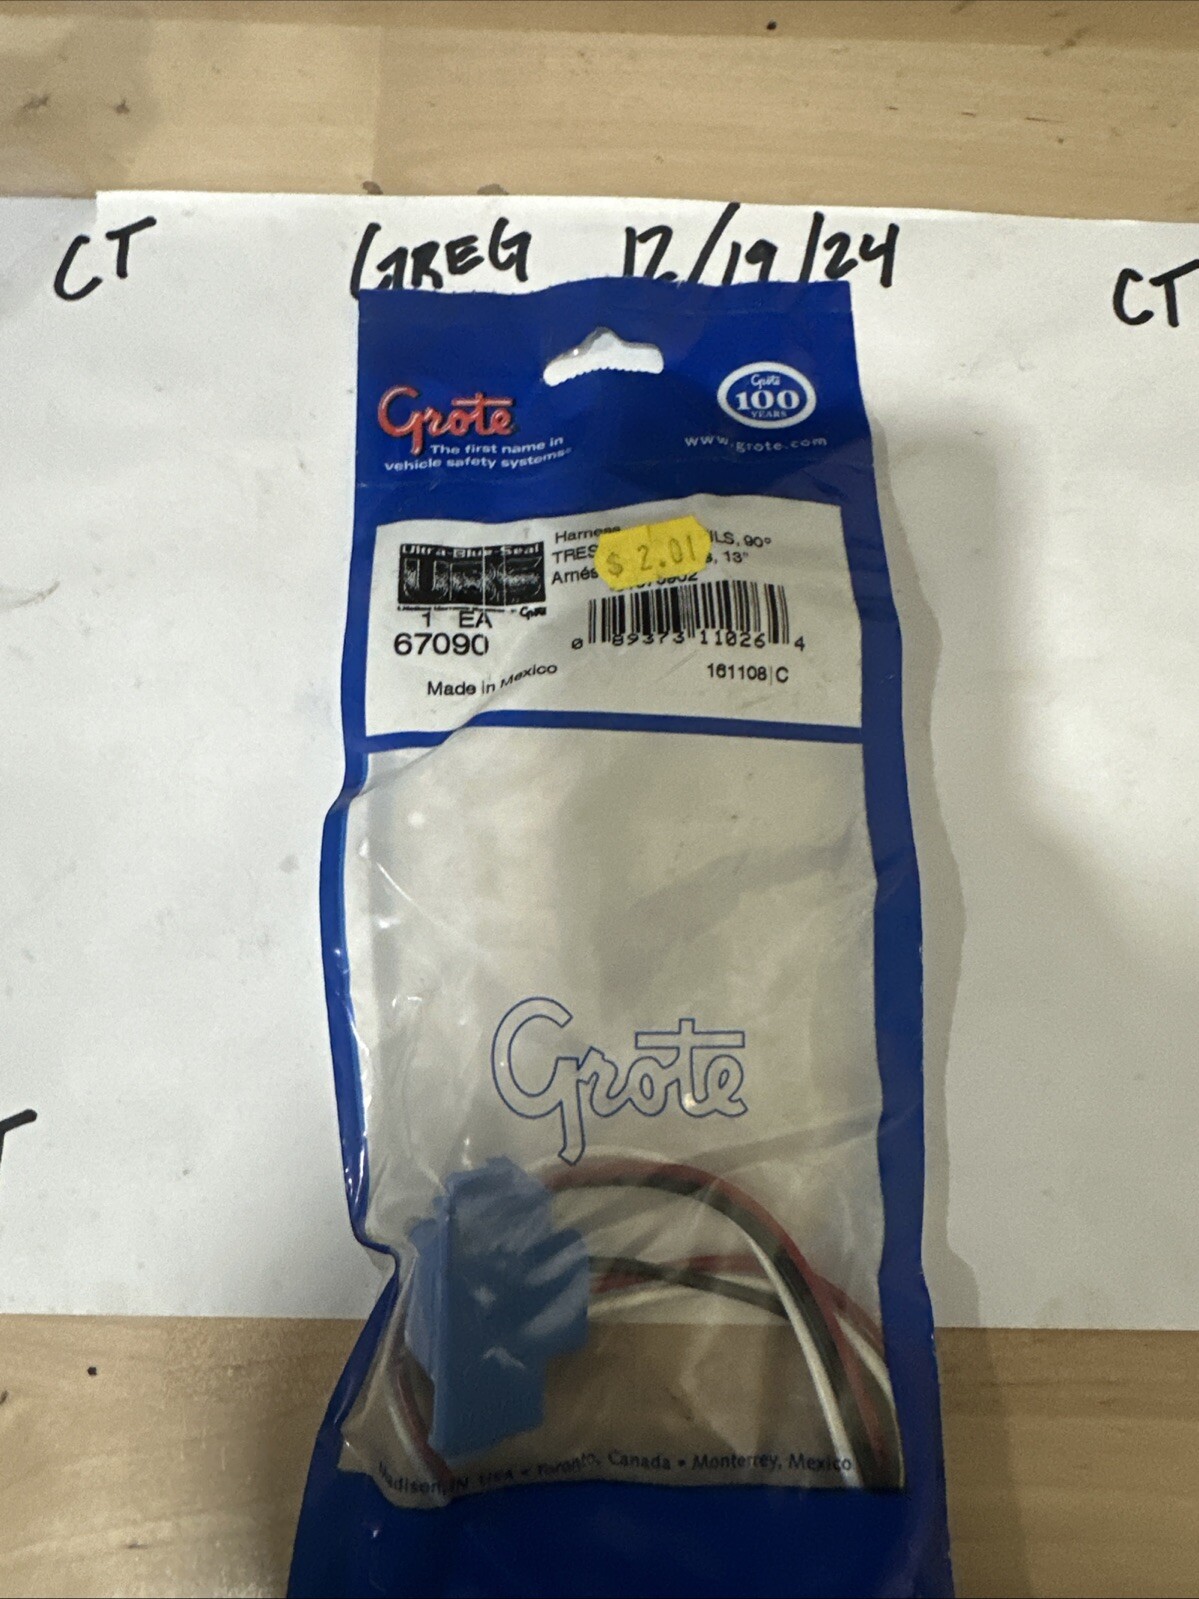 CT GREG 12/19/24 CT
Grote
The first name in
vehicle safety systems®
Grote
100
YEARS
www.grote.com
Ultra-Blue-Seal
UBS
Grote
Harness ILS, 90°
TRES 13"
Arnés
$ 2.01
1 EA
67090
0 89373 11026 4
Made in Mexico
161108|C
Grote
Madison, IN USA • Toronto, Canada • Monterrey, Mexico